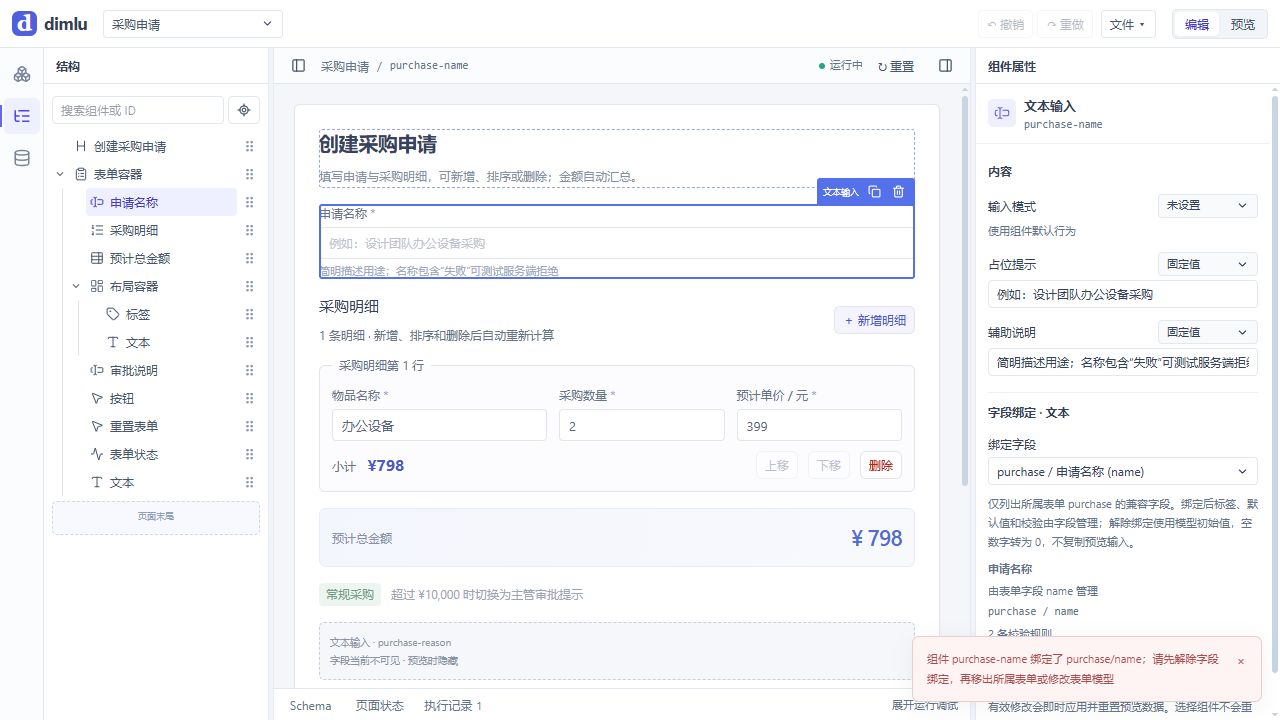 d dimlu
采购申请
撤销
重做
文件
编辑
预览
结构
搜索组件或 ID
创建采购申请
表单容器
申请名称
采购明细
预计总金额
布局容器
标签
文本
审批说明
按钮
重置表单
表单状态
文本
页面末尾
采购申请 / purchase-name
运行中
重置
创建采购申请
填写申请与采购明细，可新增、排序或删除；金额自动汇总。
文本输入
申请名称 *
例如：设计团队办公设备采购
简明描述用途；名称包含“失败”可测试服务端拒绝
采购明细
1 条明细 · 新增、排序和删除后自动重新计算
+ 新增明细
采购明细第 1 行
物品名称 *
采购数量 *
预计单价 / 元 *
办公设备
2
399
小计 ¥798
上移
下移
删除
预计总金额
¥ 798
常规采购
超过 ¥10,000 时切换为主管审批提示
文本输入 · purchase-reason
字段当前不可见 · 预览时隐藏
Schema
页面状态
执行记录 1
展开运行调试
组件属性
文本输入
purchase-name
内容
输入模式
未设置
使用组件默认行为
占位提示
固定值
例如：设计团队办公设备采购
辅助说明
固定值
简明描述用途；名称包含“失败”可测试服务端拒绝
字段绑定 · 文本
绑定字段
purchase / 申请名称 (name)
仅列出所属表单 purchase 的兼容字段。绑定后标签、默
认值和校验由字段管理；解除绑定使用模型初始值，空
数字转为 0，不复制预览输入。
申请名称
由表单字段 name 管理
purchase / name
2 条校验规则
组件 purchase-name 绑定了 purchase/name；请先解除字段
绑定，再移出所属表单或修改表单模型
×
有效修改会即时应用并重置预览数据。选择组件不会重